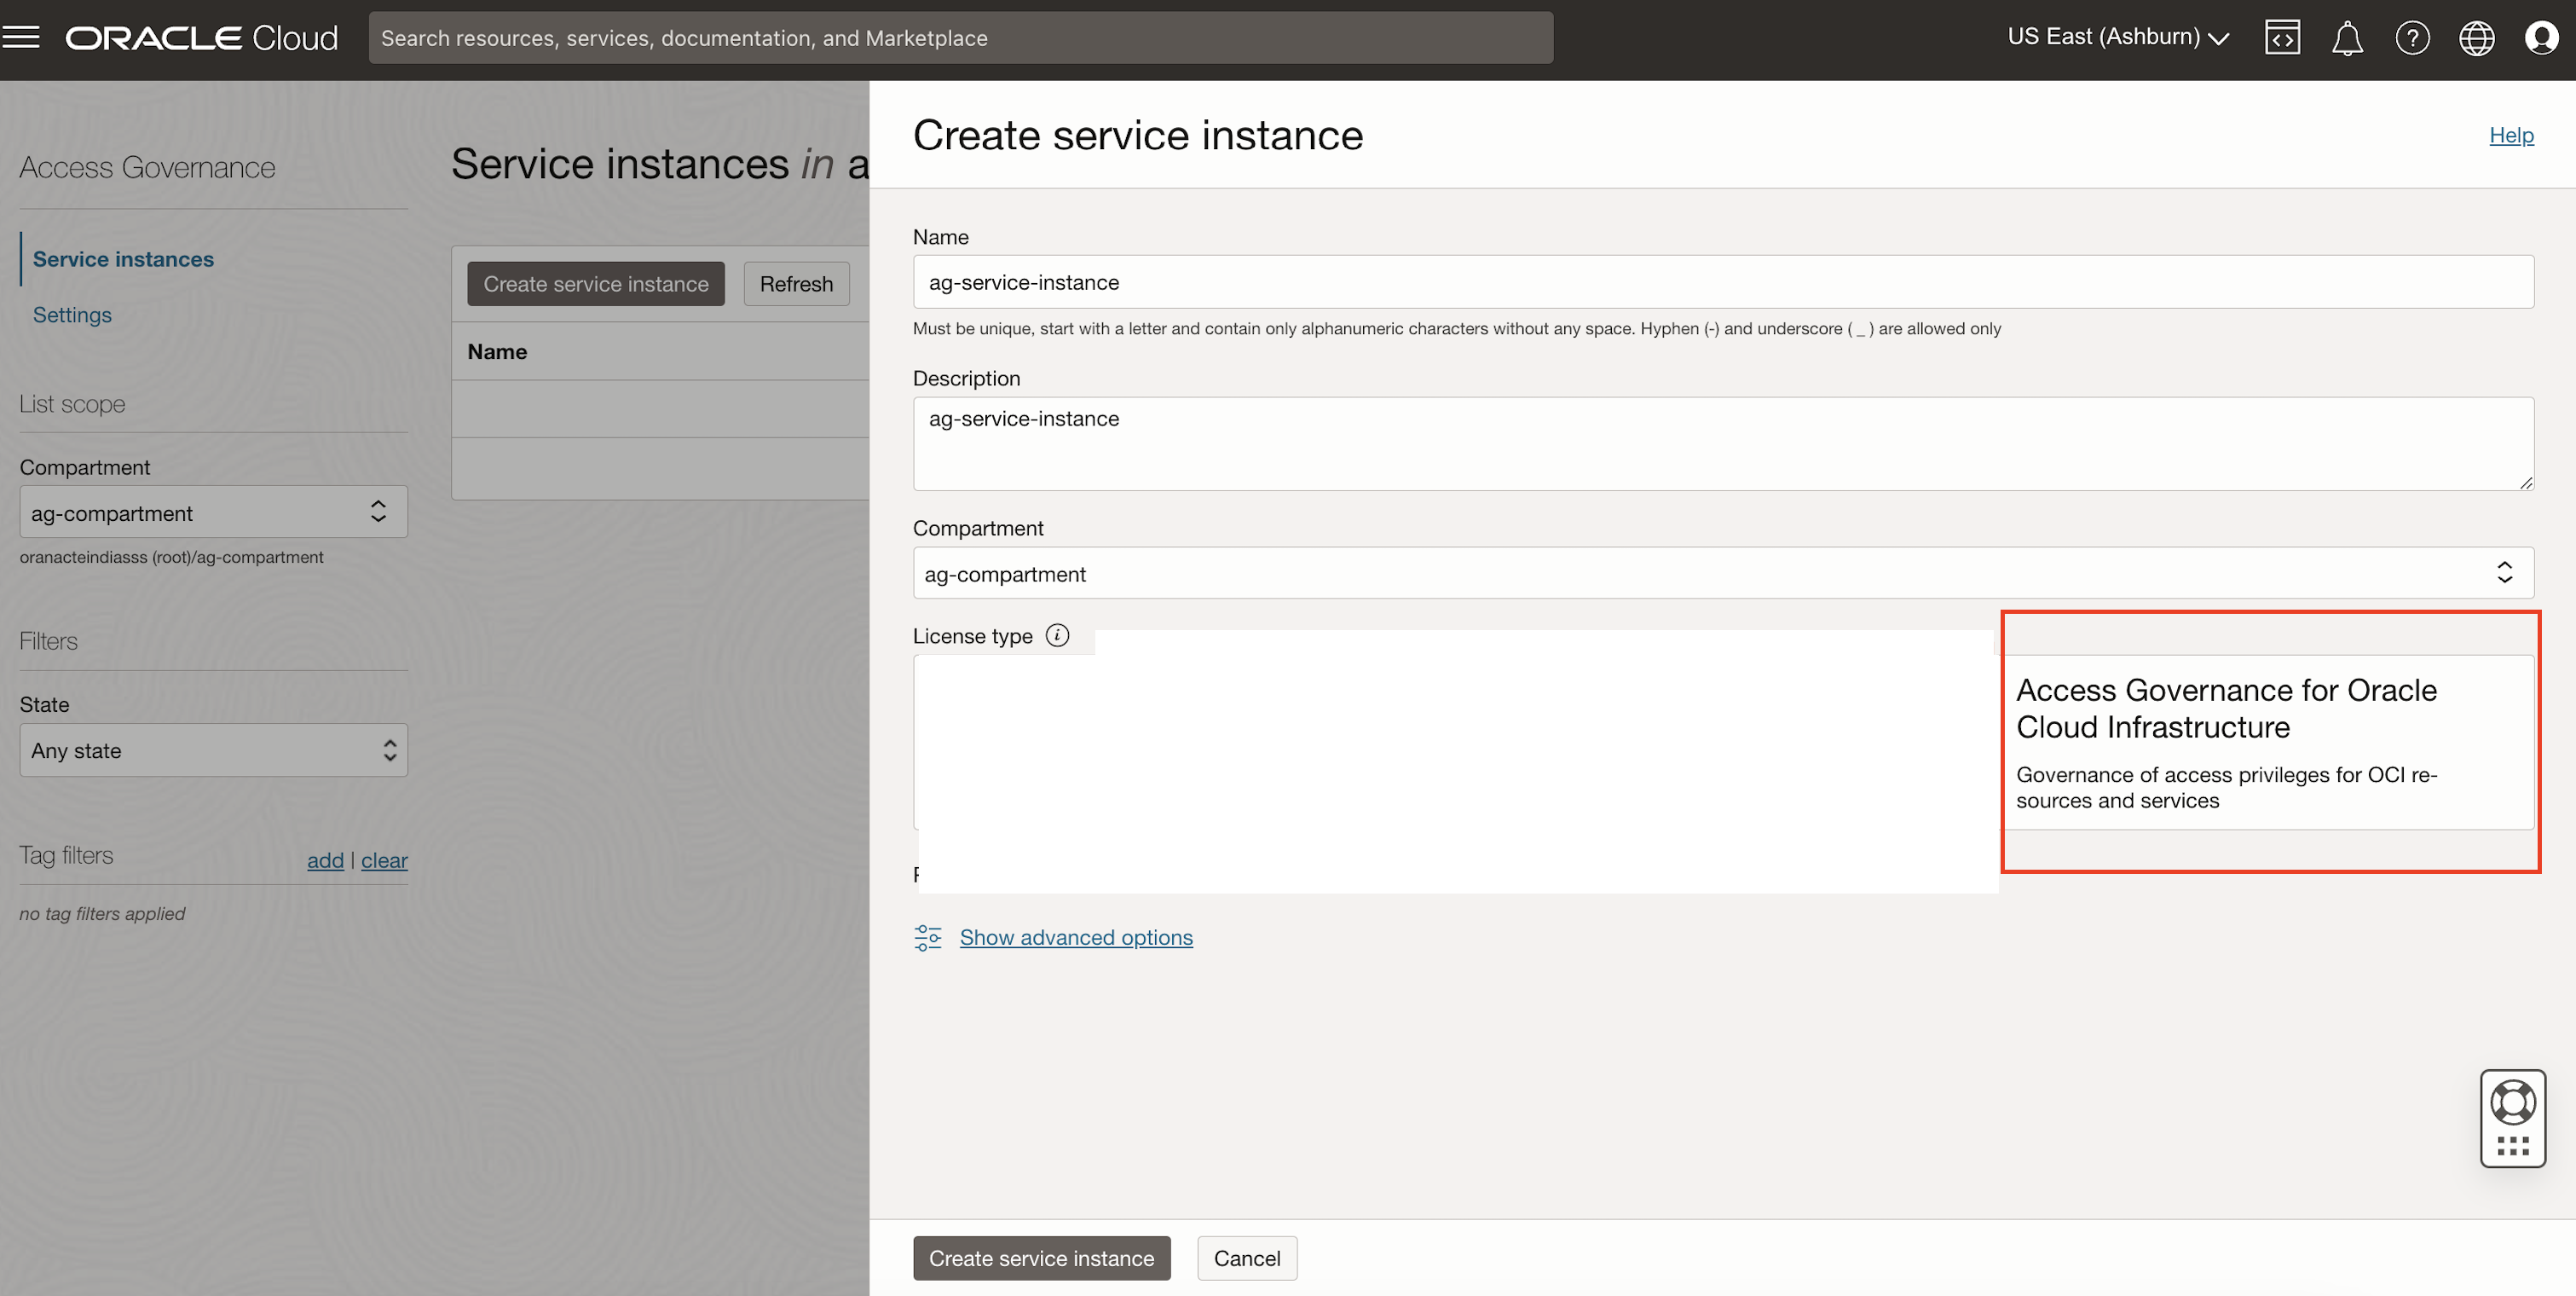 ORACLE Cloud
Search resources, services, documentation, and Marketplace
US East (Ashburn)
Access Governance
Service instances
Settings
List scope
Compartment
ag-compartment
oranacteindiasss (root)/ag-compartment
Filters
State
Any state
Tag filters
add | clear
no tag filters applied
Service instances in a
Create service instance
Refresh
Name
Create service instance
Help
Name
ag-service-instance
Must be unique, start with a letter and contain only alphanumeric characters without any space. Hyphen (-) and underscore ( _ ) are allowed only
Description
ag-service-instance
Compartment
ag-compartment
License type
Access Governance for Oracle
Cloud Infrastructure
Governance of access privileges for OCI re-
sources and services
Show advanced options
Create service instance
Cancel